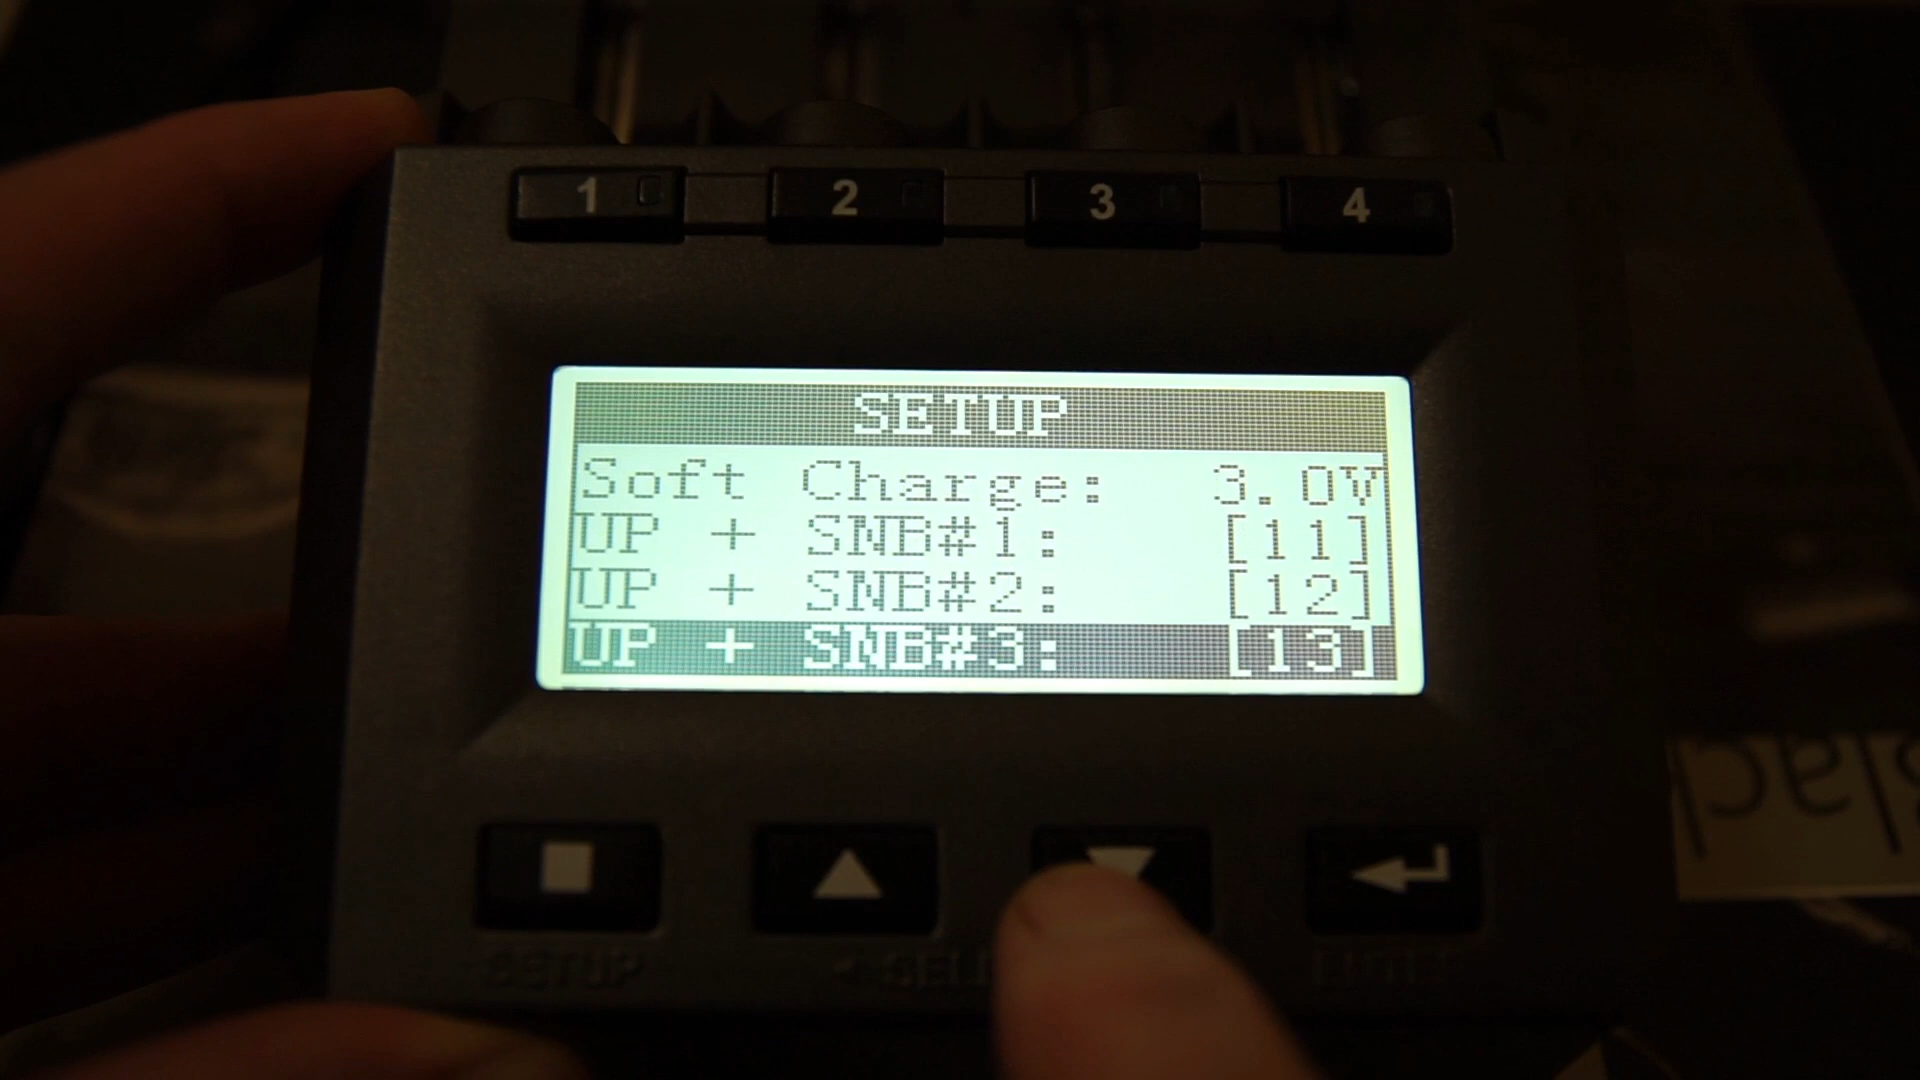 1 2 3 4
SETUP
Soft Charge: 3.0V
UP + SNB#1: [11]
UP + SNB#2: [12]
UP + SNB#3: [13]
SETUP
ENTER